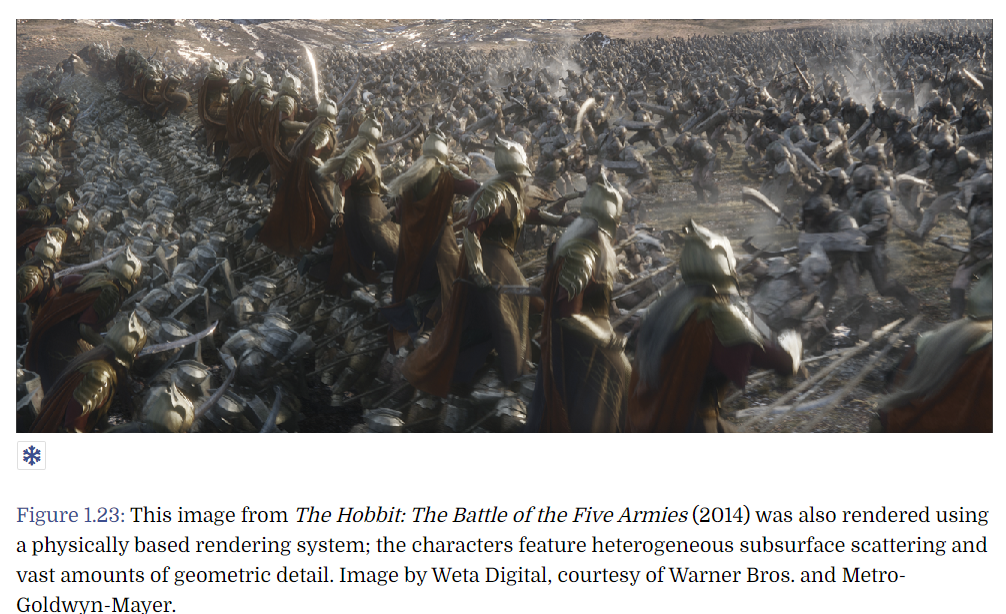 Figure 1.23: This image from The Hobbit: The Battle of the Five Armies (2014) was also rendered using
a physically based rendering system; the characters feature heterogeneous subsurface scattering and
vast amounts of geometric detail. Image by Weta Digital, courtesy of Warner Bros. and Metro-
Goldwyn-Mayer.